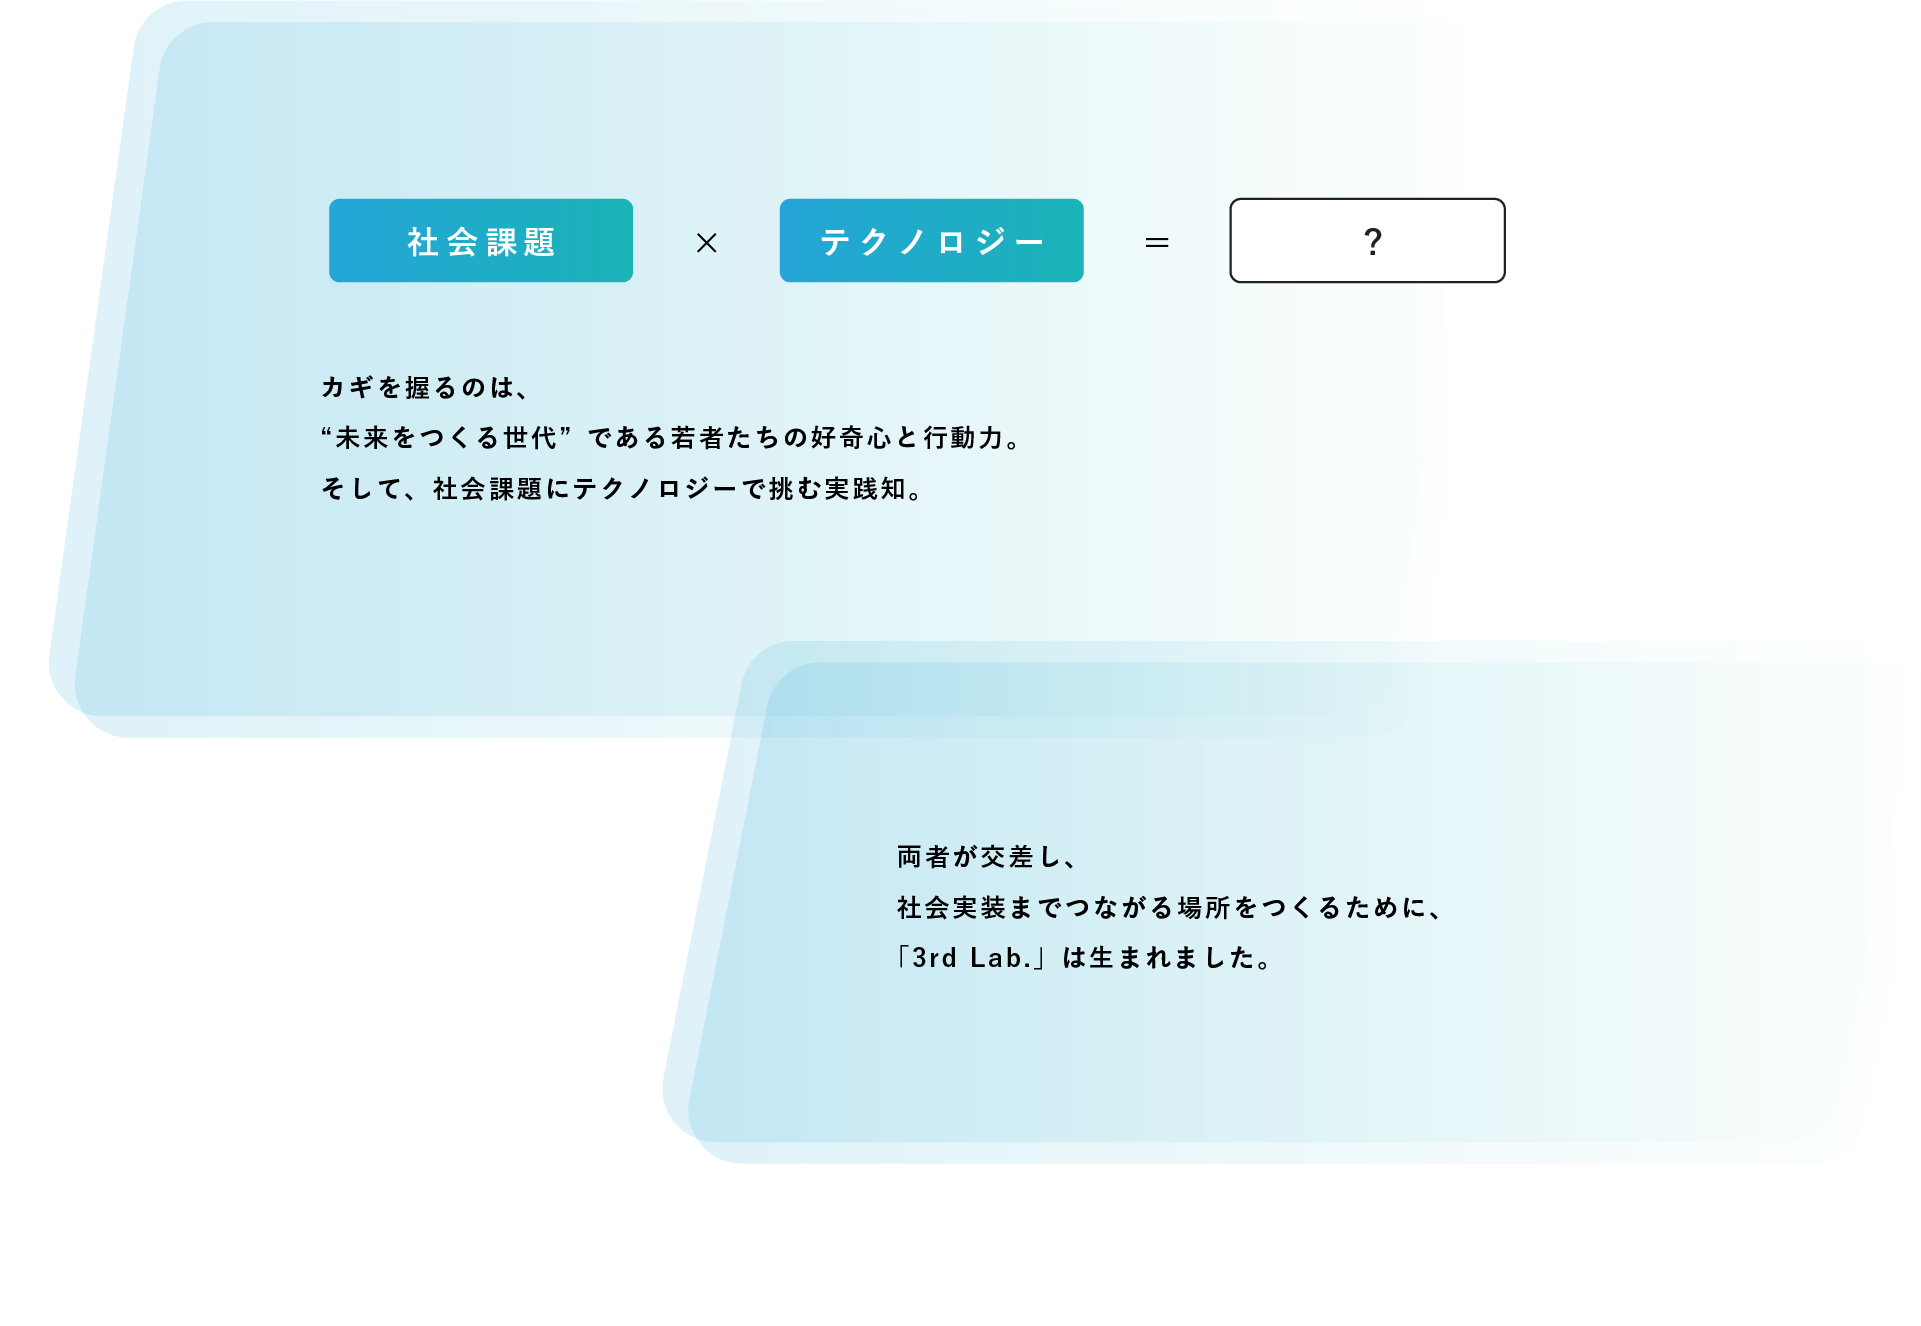 社会課題 × テクノロジー = ?
カギを握るのは、
“未来をつくる世代” である若者たちの好奇心と行動力。
そして、社会課題にテクノロジーで挑む実践知。
両者が交差し、
社会実装までつながる場所をつくるために、
「3rd Lab.」は生まれました。